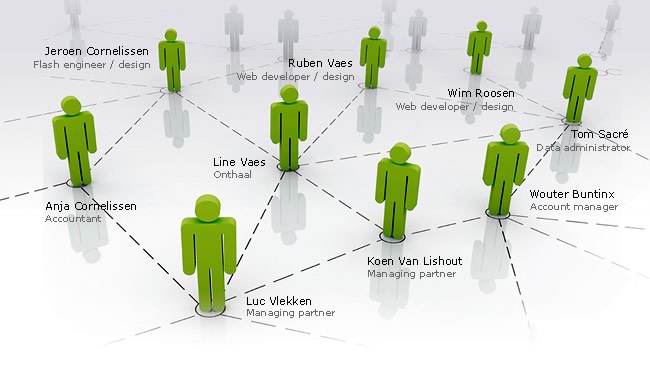 Jeroen Cornelissen
Flash engineer / design
Ruben Vaes
Web developer / design
Wim Roosen
Web developer / design
Tom Sacré
Data administrator
Line Vaes
Onthaal
Anja Cornelissen
Accountant
Wouter Buntinx
Account manager
Koen Van Lishout
Managing partner
Luc Vlekken
Managing partner